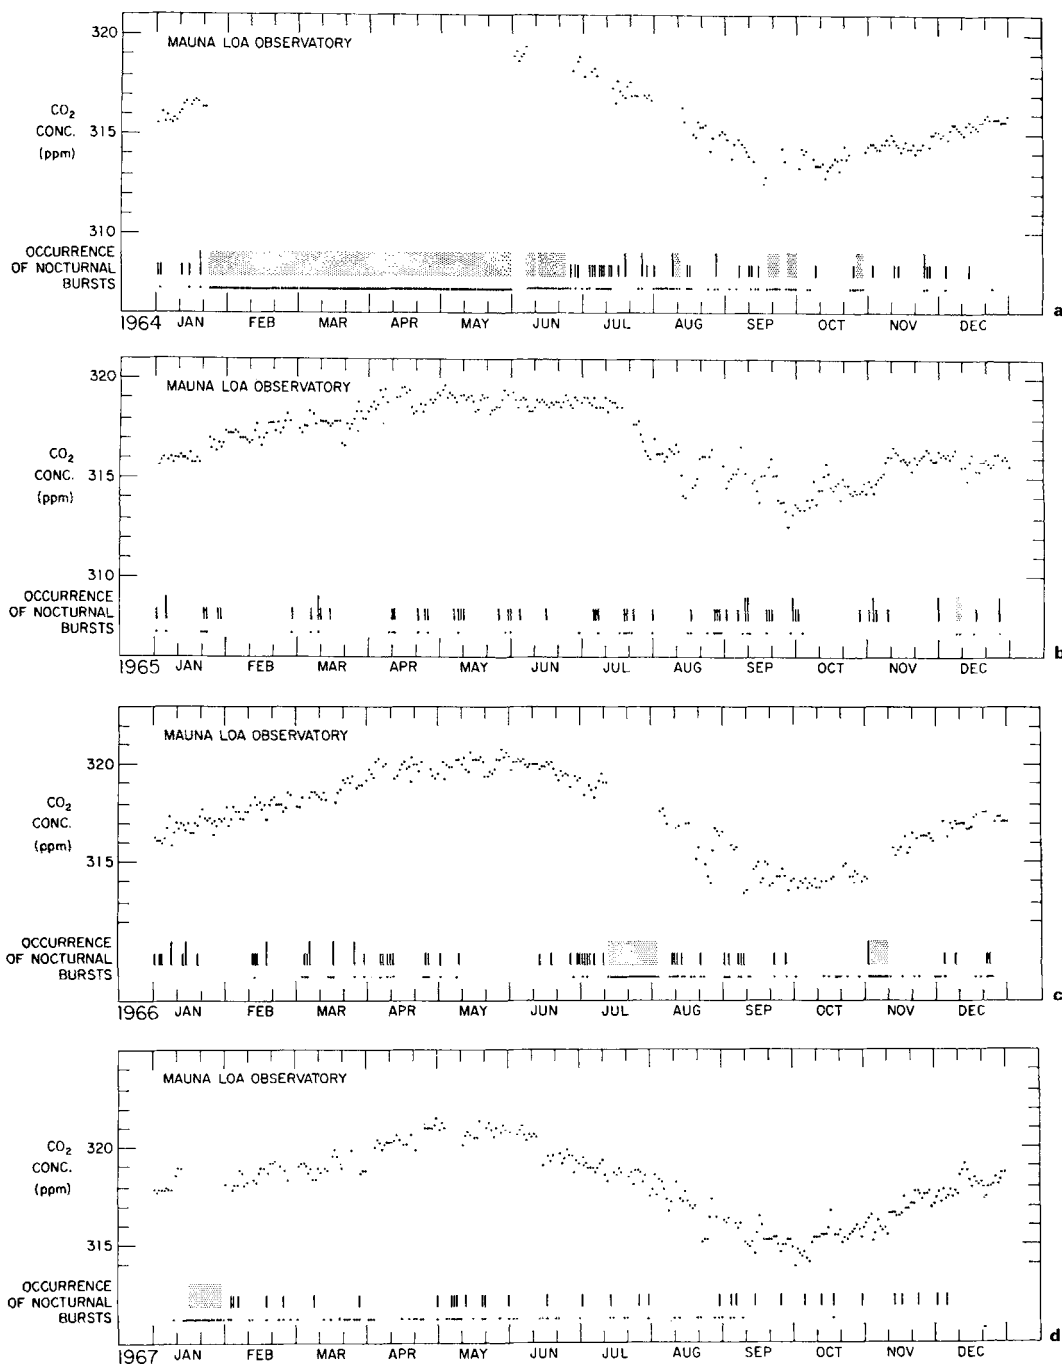 320
MAUNA LOA OBSERVATORY
CO2
CONC.
(ppm)
315
310
OCCURRENCE
OF NOCTURNAL
BURSTS
1964 JAN FEB MAR APR MAY JUN JUL AUG SEP OCT NOV DEC
a
320
MAUNA LOA OBSERVATORY
CO2
CONC.
(ppm)
315
310
OCCURRENCE
OF NOCTURNAL
BURSTS
1965 JAN FEB MAR APR MAY JUN JUL AUG SEP OCT NOV DEC
b
MAUNA LOA OBSERVATORY
320
CO2
CONC.
(ppm)
315
OCCURRENCE
OF NOCTURNAL
BURSTS
1966 JAN FEB MAR APR MAY JUN JUL AUG SEP OCT NOV DEC
c
MAUNA LOA OBSERVATORY
CO2
320
CONC.
(ppm)
315
OCCURRENCE
OF NOCTURNAL
BURSTS
1967 JAN FEB MAR APR MAY JUN JUL AUG SEP OCT NOV DEC
d